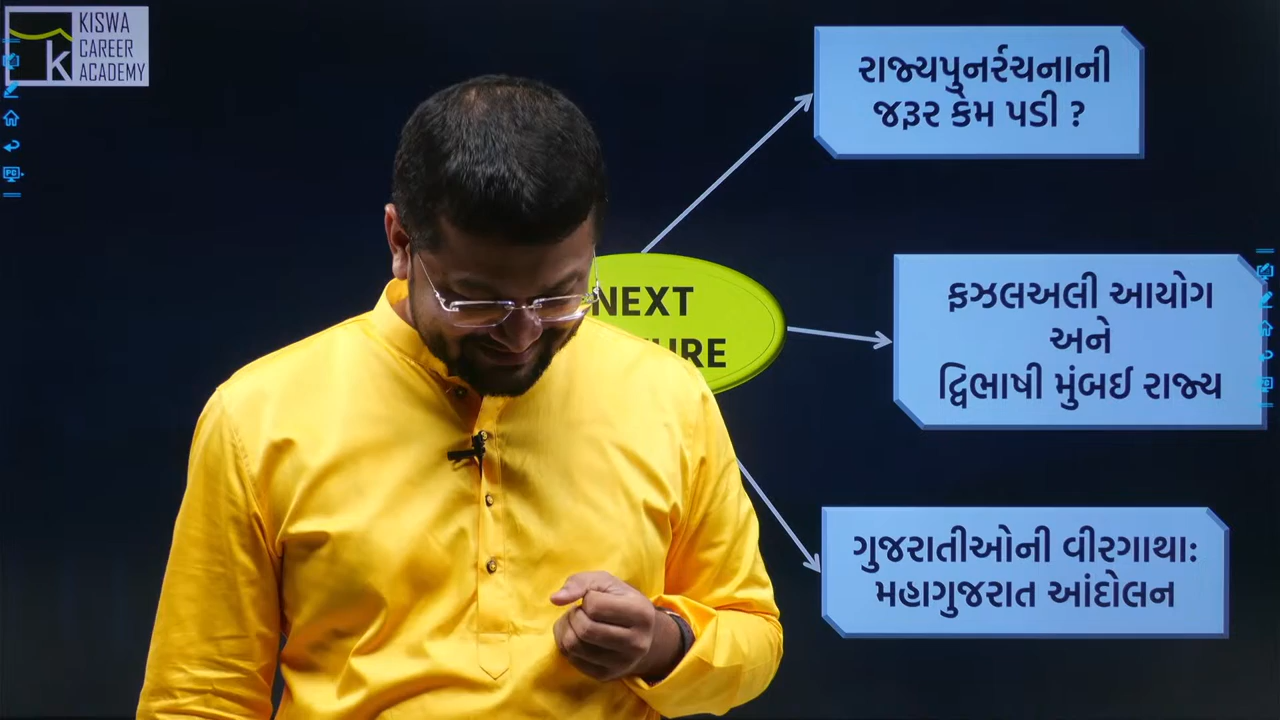 KISWA
CAREER
ACADEMY
k
રાજ્યપુનર્રચનાની
જરૂર કેમ પડી ?
NEXT
ફઝલઅલી આયોગ
અને
દ્વિભાષી મુંબઈ રાજ્ય
ગુજરાતીઓની વીરગાથા:
મહાગુજરાત આંદોલન